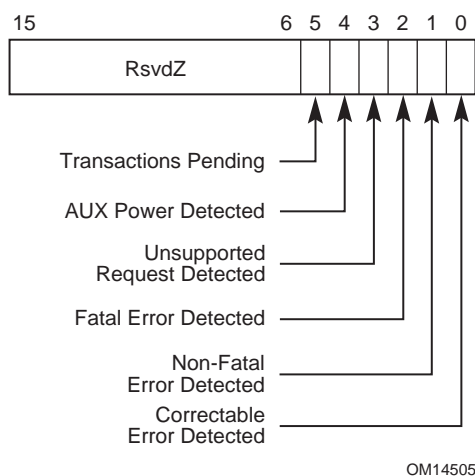 15 6 5 4 3 2 1 0
RsvdZ
Transactions Pending
AUX Power Detected
Unsupported
Request Detected
Fatal Error Detected
Non-Fatal
Error Detected
Correctable
Error Detected
OM14505